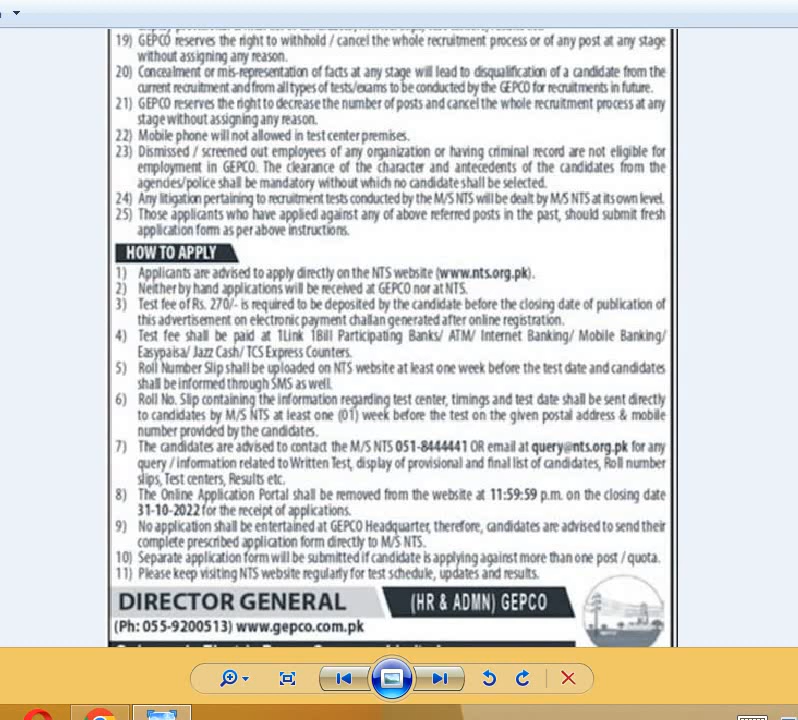 19) GEPCO reserves the right to withhold / cancel the whole recruitment process or of any post at any stage
without assigning any reason.
20) Concealment or mis-representation of facts at any stage will lead to disqualification of a candidate from the
current recruitment and from all types of tests/exams to be conducted by the GEPCO for recruitments in future.
21) GEPCO reserves the right to decrease the number of posts and cancel the whole recruitment process at any
stage without assigning any reason.
22) Mobile phone will not allowed in test center premises.
23) Dismissed / screened out employees of any organization or having criminal record are not eligible for
employment in GEPCO. The clearance of the character and antecedents of the candidates from the
agencies/police shall be mandatory without which no candidate shall be selected.
24) Any litigation pertaining to recruitment tests conducted by the M/S NTS will be dealt by M/S NTS at its own level.
25) Those applicants who have applied against any of above referred posts in the past, should submit fresh
application form as per above instructions.
HOW TO APPLY
1) Applicants are advised to apply directly on the NTS website (www.nts.org.pk).
2) Neither by hand applications will be received at GEPCO nor at NTS.
3) Test fee of Rs. 270/- is required to be deposited by the candidate before the closing date of publication of
this advertisement on electronic payment challan generated after online registration.
4) Test fee shall be paid at 1Link 1Bill Participating Banks/ ATM/ Internet Banking/ Mobile Banking/
Easypaisa/ Jazz Cash/ TCS Express Counters.
5) Roll Number Slip shall be uploaded on NTS website at least one week before the test date and candidates
shall be informed through SMS as well.
6) Roll No. Slip containing the information regarding test center, timings and test date shall be sent directly
to candidates by M/S NTS at least one (01) week before the test on the given postal address & mobile
number provided by the candidates.
7) The candidates are advised to contact the M/S NTS 051-8444441 OR email at query@nts.org.pk for any
query / information related to Written Test, display of provisional and final list of candidates, Roll number
slips, Test centers, Results etc.
8) The Online Application Portal shall be removed from the website at 11:59:59 p.m. on the closing date
31-10-2022 for the receipt of applications.
9) No application shall be entertained at GEPCO Headquarter, therefore, candidates are advised to send their
complete prescribed application form directly to M/S NTS.
10) Separate application form will be submitted if candidate is applying against more than one post / quota.
11) Please keep visiting NTS website regularly for test schedule, updates and results.
DIRECTOR GENERAL (HR & ADMN) GEPCO
(Ph: 055-9200513) www.gepco.com.pk